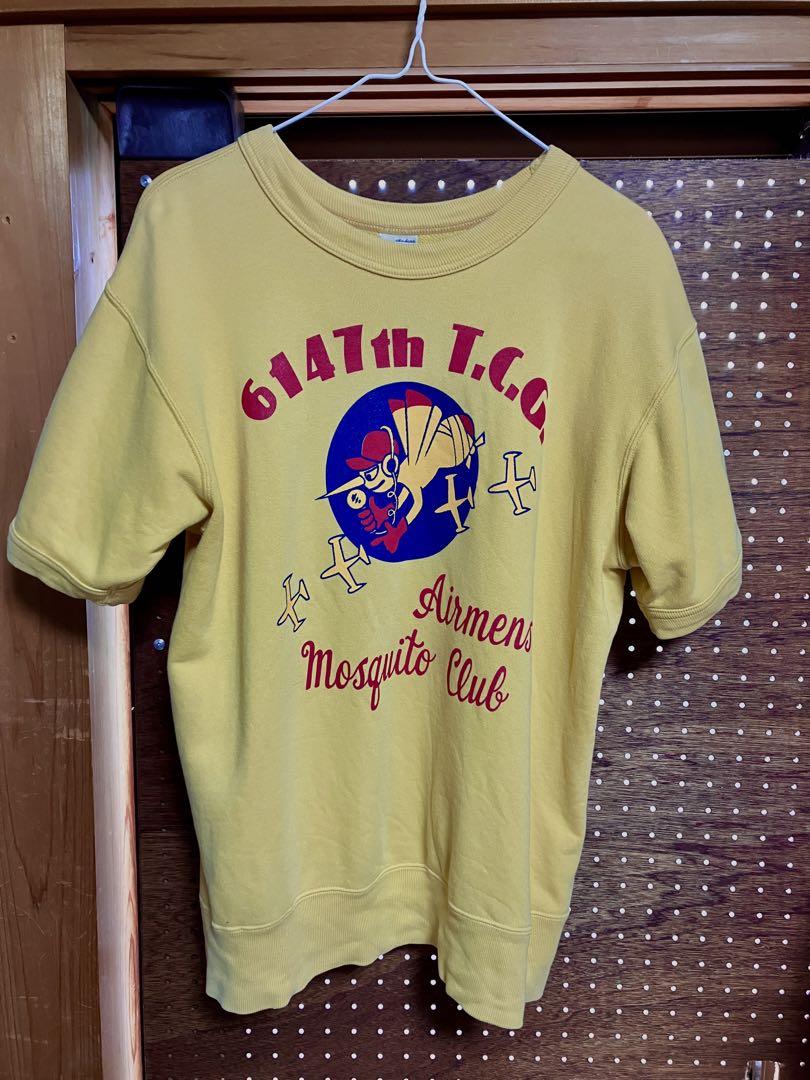 6147th T.C.G.
Airmens
Mosquito Club